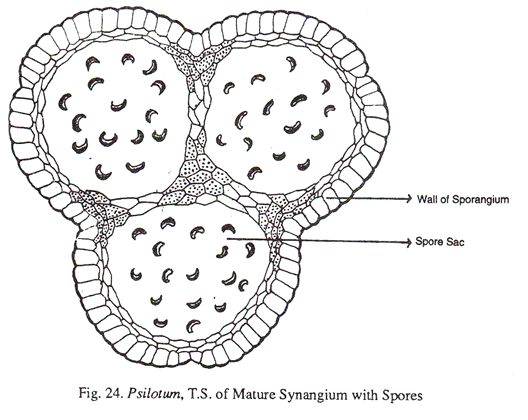 Wall of Sporangium
Spore Sac
Fig. 24. Psilotum, T.S. of Mature Synangium with Spores